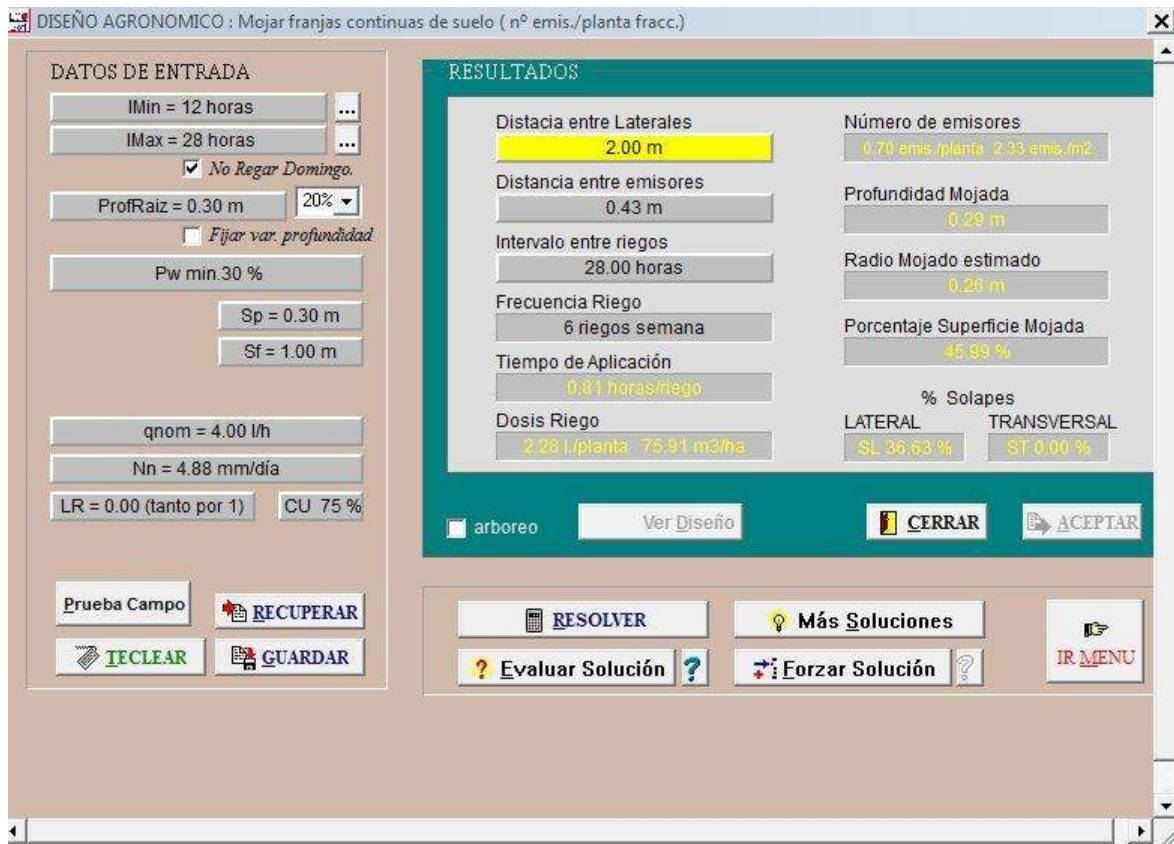 DISEÑO AGRONOMICO : Mojar franjas continuas de suelo ( nº emis./planta fracc.)
DATOS DE ENTRADA
IMin = 12 horas
...
IMax = 28 horas
...
No Regar Domingo.
ProfRaiz = 0.30 m
20%
Fijar var. profundidad
Pw min.30 %
Sp = 0.30 m
Sf = 1.00 m
qnom = 4.00 l/h
Nn = 4.88 mm/día
LR = 0.00 (tanto por 1)
CU 75 %
Prueba Campo
RECUPERAR
TECLEAR
GUARDAR
RESULTADOS
Distacia entre Laterales
2.00 m
Distancia entre emisores
0.43 m
Intervalo entre riegos
28.00 horas
Frecuencia Riego
6 riegos semana
Tiempo de Aplicación
0.81 horas/riego
Dosis Riego
2.28 l./planta 75.91 m3/ha
Número de emisores
0.70 emis./planta 2.33 emis./m2
Profundidad Mojada
0.29 m
Radio Mojado estimado
0.26 m
Porcentaje Superficie Mojada
45.99 %
% Solapes
LATERAL TRANSVERSAL
SL 36.63 % ST 0.00 %
arboreo
Ver Diseño
CERRAR
ACEPTAR
RESOLVER
Más Soluciones
? Evaluar Solución ?
Forzar Solución ?
IR MENU